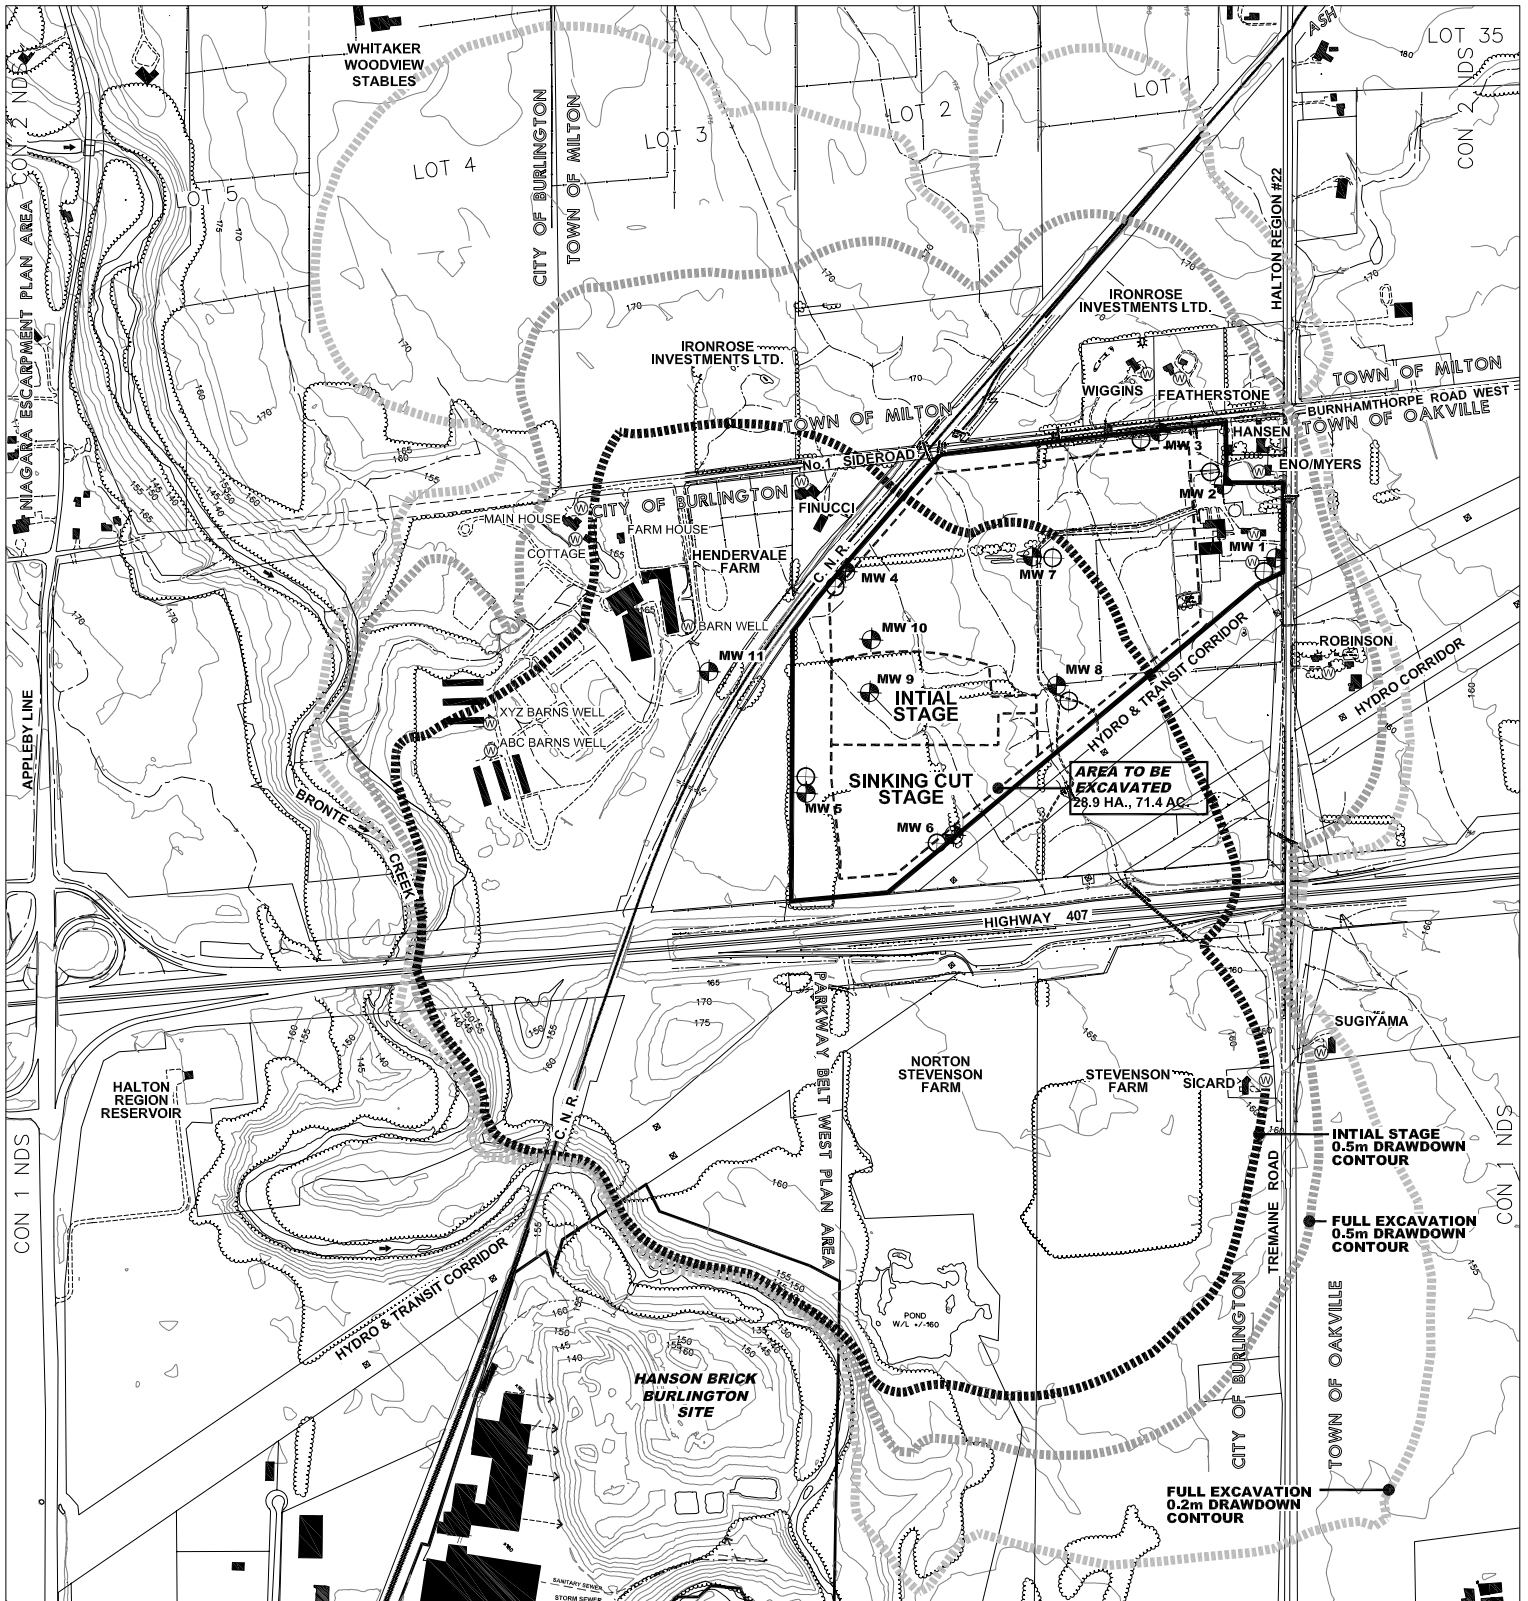 WHITAKER
WOODVIEW
STABLES
CITY OF BURLINGTON
TOWN OF MILTON
LOT 5
LOT 4
LOT 3
LOT 2
LOT
ASH
LOT 35
CON 2 NDS
CON 2 NDS
NIAGARA ESCARPMENT PLAN AREA
HALTON REGION #22
IRONROSE
INVESTMENTS LTD.
IRONROSE
INVESTMENTS LTD.
WIGGINS
FEATHERSTONE
TOWN OF MILTON
BURNHAMTHORPE ROAD WEST
TOWN OF OAKVILLE
TOWN OF MILTON
No.1 SIDEROAD
CITY OF BURLINGTON
HANSEN
ENO/MYERS
MW 3
MW 2
MW 1
MAIN HOUSE
COTTAGE
FARM HOUSE
HENDERVALE
FARM
FINUCCI
C. N. R.
MW 4
MW 7
BARN WELL
MW 11
MW 10
MW 9
MW 8
INTIAL
STAGE
SINKING CUT
STAGE
MW 5
MW 6
HYDRO & TRANSIT CORRIDOR
AREA TO BE
EXCAVATED
28.9 HA., 71.4 AC.
ROBINSON
HYDRO CORRIDOR
XYZ BARNS WELL
ABC BARNS WELL
APPLEBY LINE
BRONTE
CREEK
HIGHWAY 407
PARKWAY BELT WEST PLAN AREA
HALTON
REGION
RESERVOIR
NORTON
STEVENSON
FARM
STEVENSON
FARM
SICARD
SUGIYAMA
C. N. R.
CON 1 NDS
CON 1 NDS
INTIAL STAGE
0.5m DRAWDOWN
CONTOUR
FULL EXCAVATION
0.5m DRAWDOWN
CONTOUR
TREMAINE ROAD
CITY OF BURLINGTON
TOWN OF OAKVILLE
HYDRO & TRANSIT CORRIDOR
POND
W/L +/-160
HANSON BRICK
BURLINGTON
SITE
FULL EXCAVATION
0.2m DRAWDOWN
CONTOUR
SANITARY SEWER
STORM SEWER